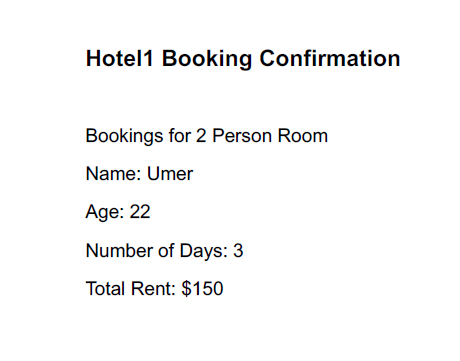 Hotel1 Booking Confirmation
Bookings for 2 Person Room
Name: Umer
Age: 22
Number of Days: 3
Total Rent: $150